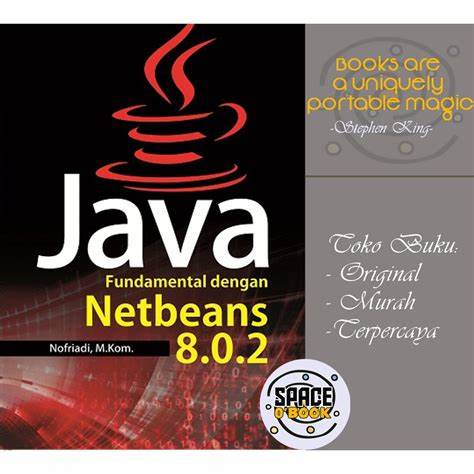 Java
Fundamental dengan
Netbeans
8.0.2
Nofriadi, M.Kom.
Books are
a uniquely
portable magic
-Stephen King-
Toko Buku:
- Original
- Murah
-Terpercaya
SPACE
O'BOOK